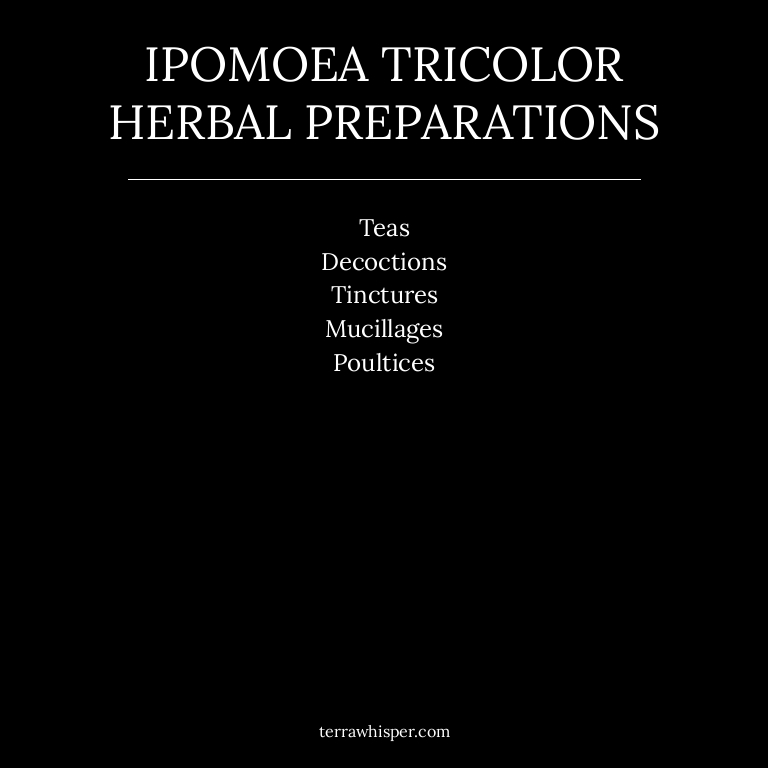 IPOMOEA TRICOLOR
HERBAL PREPARATIONS
Teas
Decoctions
Tinctures
Mucillages
Poultices
terrawhisper.com